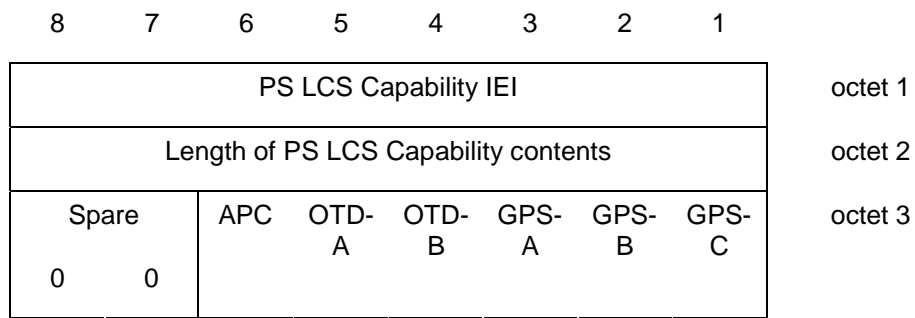 8 7 6 5 4 3 2 1
PS LCS Capability IEI octet 1
Length of PS LCS Capability contents octet 2
Spare APC OTD- OTD- GPS- GPS- GPS- octet 3
A B A B C
0 0